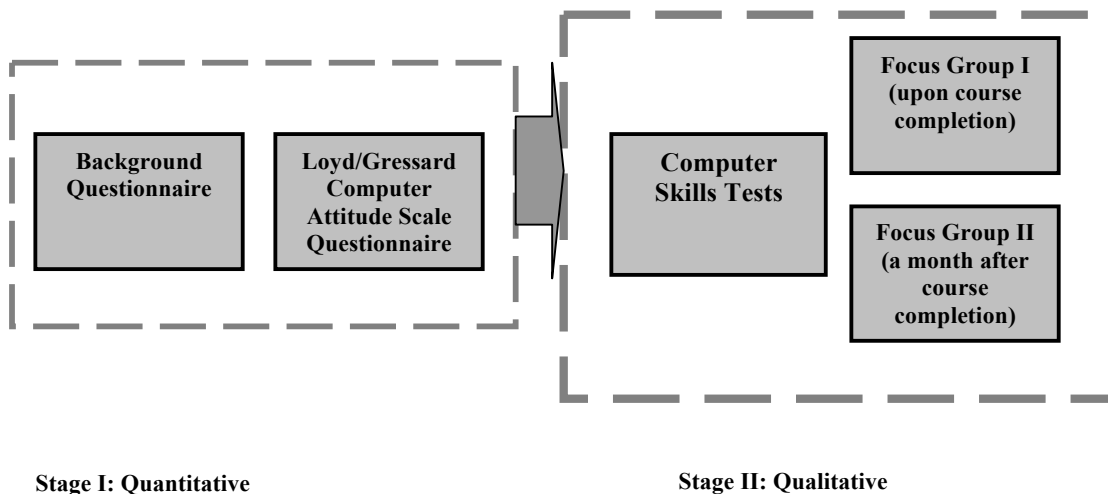 Background
Questionnaire
Loyd/Gressard
Computer
Attitude Scale
Questionnaire
Computer
Skills Tests
Focus Group I
(upon course
completion)
Focus Group II
(a month after
course
completion)
Stage I: Quantitative
Stage II: Qualitative